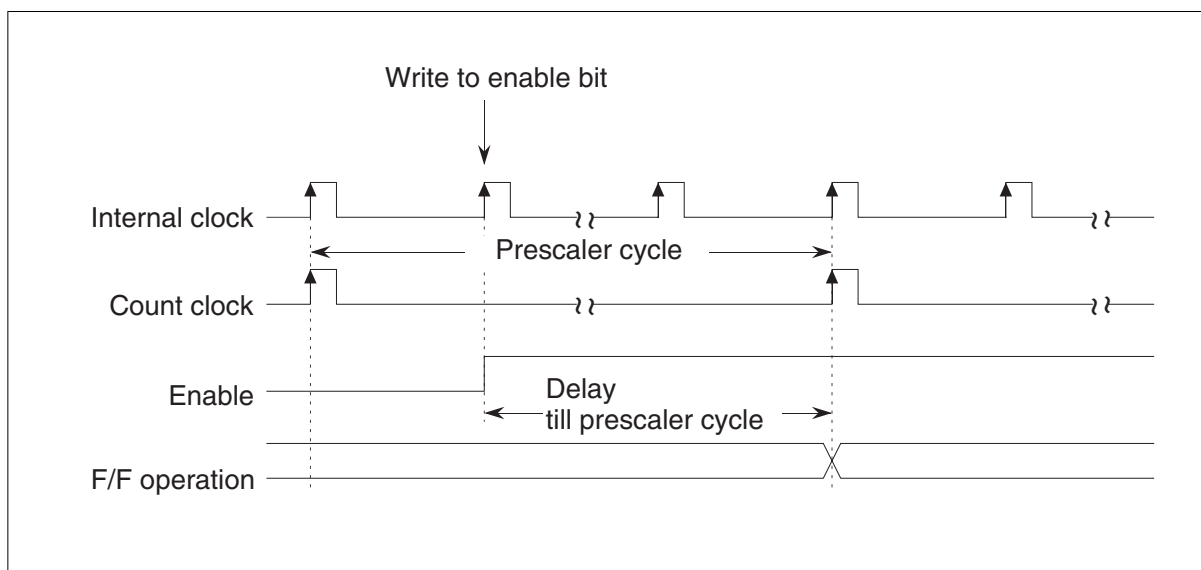 Write to enable bit
Internal clock
Prescaler cycle
Count clock
Enable
Delay
till prescaler cycle
F/F operation